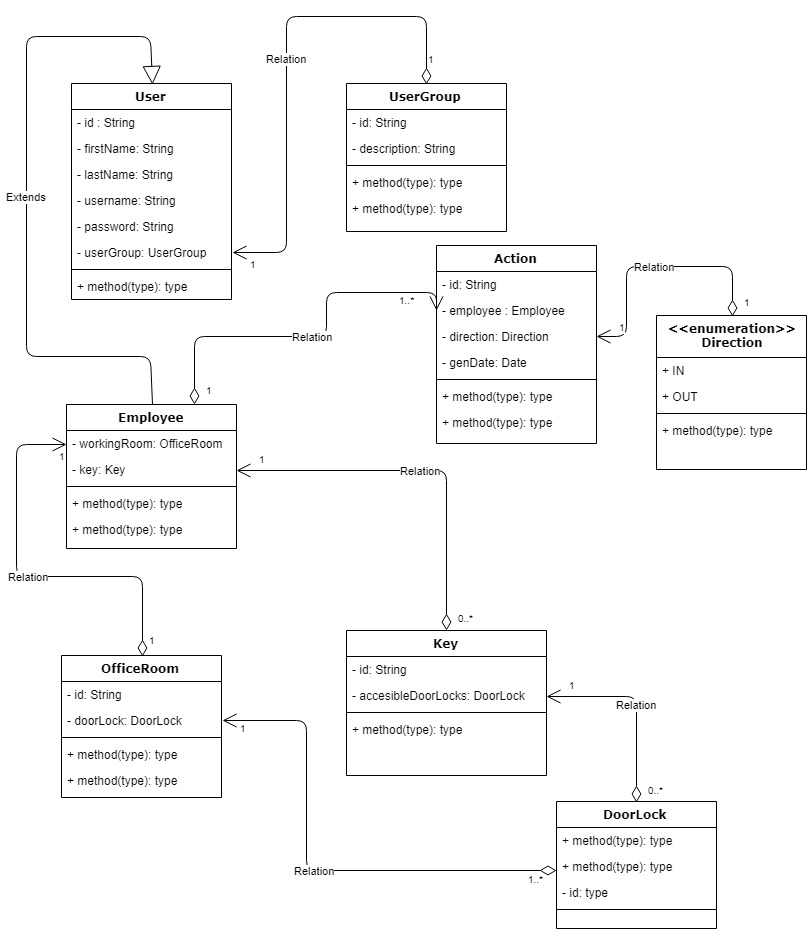 Relation
1
User
- id : String
- firstName: String
- lastName: String
- username: String
- password: String
- userGroup: UserGroup
+ method(type): type
Extends
1
UserGroup
- id: String
- description: String
+ method(type): type
+ method(type): type
Action
- id: String
- employee : Employee
- direction: Direction
- genDate: Date
+ method(type): type
+ method(type): type
Relation
1
1
<<enumeration>>
Direction
+ IN
+ OUT
+ method(type): type
1..*
Relation
1
Employee
- workingRoom: OfficeRoom
- key: Key
+ method(type): type
+ method(type): type
1
1
Relation
0..*
Relation
1
OfficeRoom
- id: String
- doorLock: DoorLock
+ method(type): type
+ method(type): type
1
Key
- id: String
- accesibleDoorLocks: DoorLock
+ method(type): type
1
Relation
0..*
DoorLock
+ method(type): type
+ method(type): type
- id: type
Relation
1..*